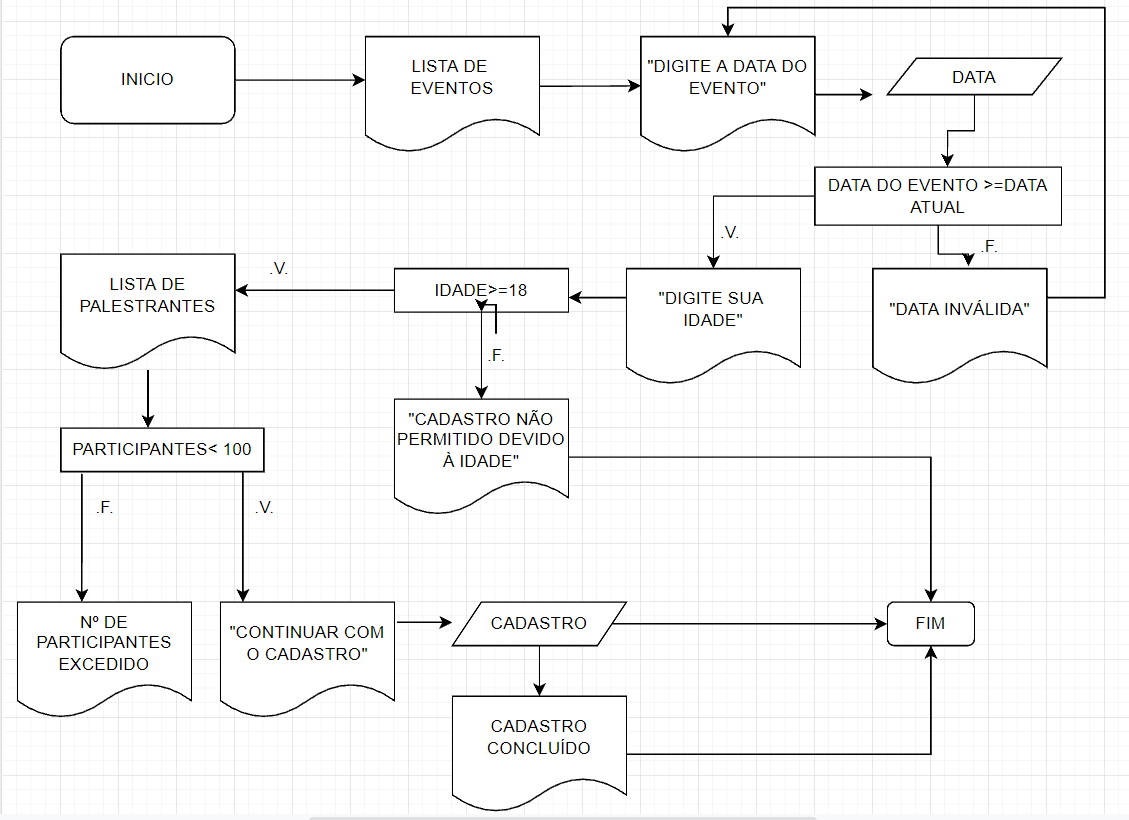 INICIO
LISTA DE
EVENTOS
"DIGITE A DATA DO
EVENTO"
DATA
DATA DO EVENTO >=DATA
ATUAL
.V.
.F.
"DATA INVÁLIDA"
"DIGITE SUA
IDADE"
IDADE>=18
.V.
.F.
LISTA DE
PALESTRANTES
"CADASTRO NÃO
PERMITIDO DEVIDO
À IDADE"
PARTICIPANTES< 100
.F.
.V.
Nº DE
PARTICIPANTES
EXCEDIDO
"CONTINUAR COM
O CADASTRO"
CADASTRO
FIM
CADASTRO
CONCLUÍDO